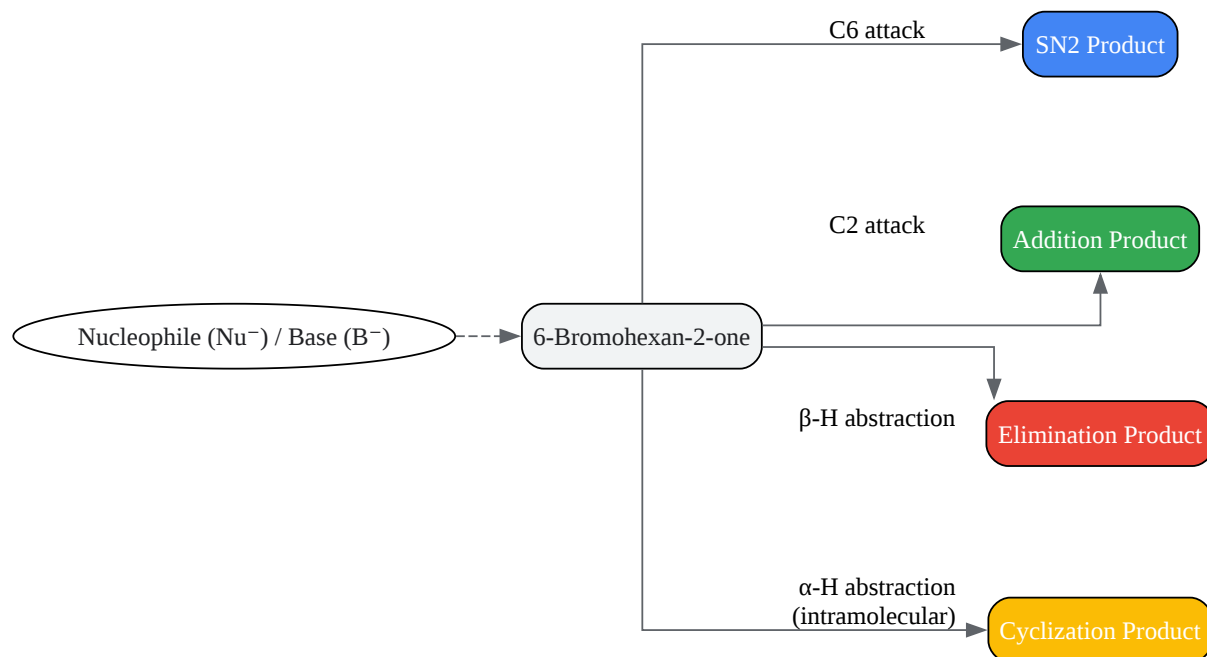 C6 attack
SN2 Product
C2 attack
Addition Product
Nucleophile (Nu⁻) / Base (B⁻)
6-Bromohexan-2-one
β-H abstraction
Elimination Product
α-H abstraction
(intramolecular)
Cyclization Product